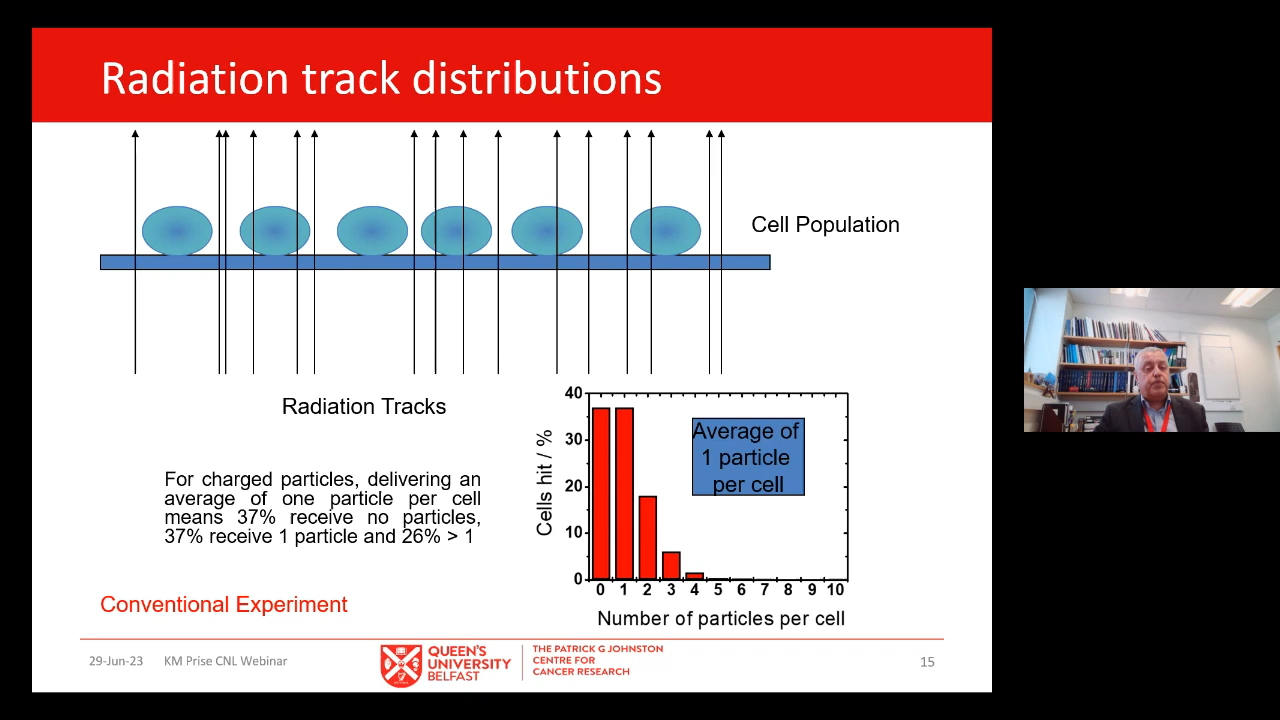 Radiation track distributions
Cell Population
Radiation Tracks
For charged particles, delivering an
average of one particle per cell
means 37% receive no particles,
37% receive 1 particle and 26% > 1
Conventional Experiment
40
30
20
10
0
Cells hit / %
Average of
1 particle
per cell
0 1 2 3 4 5 6 7 8 9 10
Number of particles per cell
29-Jun-23 KM Prise CNL Webinar
QUEEN'S
UNIVERSITY
BELFAST
THE PATRICK G JOHNSTON
CENTRE FOR
CANCER RESEARCH
15